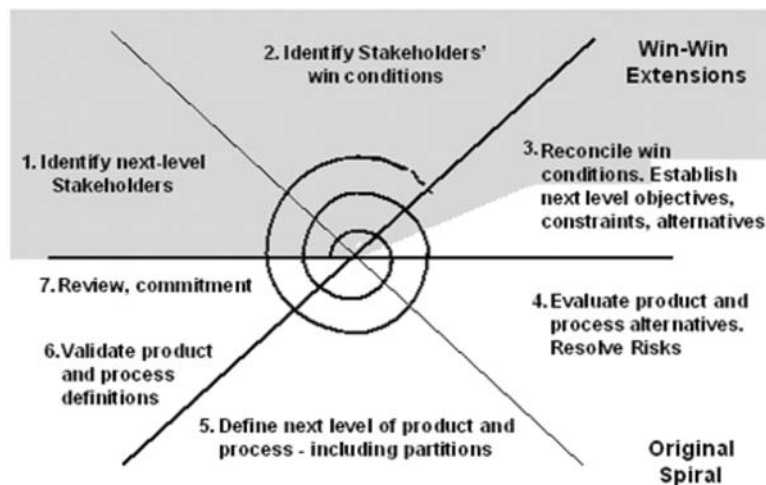 2. Identify Stakeholders'
win conditions
Win-Win
Extensions
1. Identify next-level
Stakeholders
3. Reconcile win
conditions. Establish
next level objectives,
constraints, alternatives
7. Review, commitment
4. Evaluate product and
process alternatives.
Resolve Risks
6. Validate product
and process
definitions
5. Define next level of product and
process - including partitions
Original
Spiral